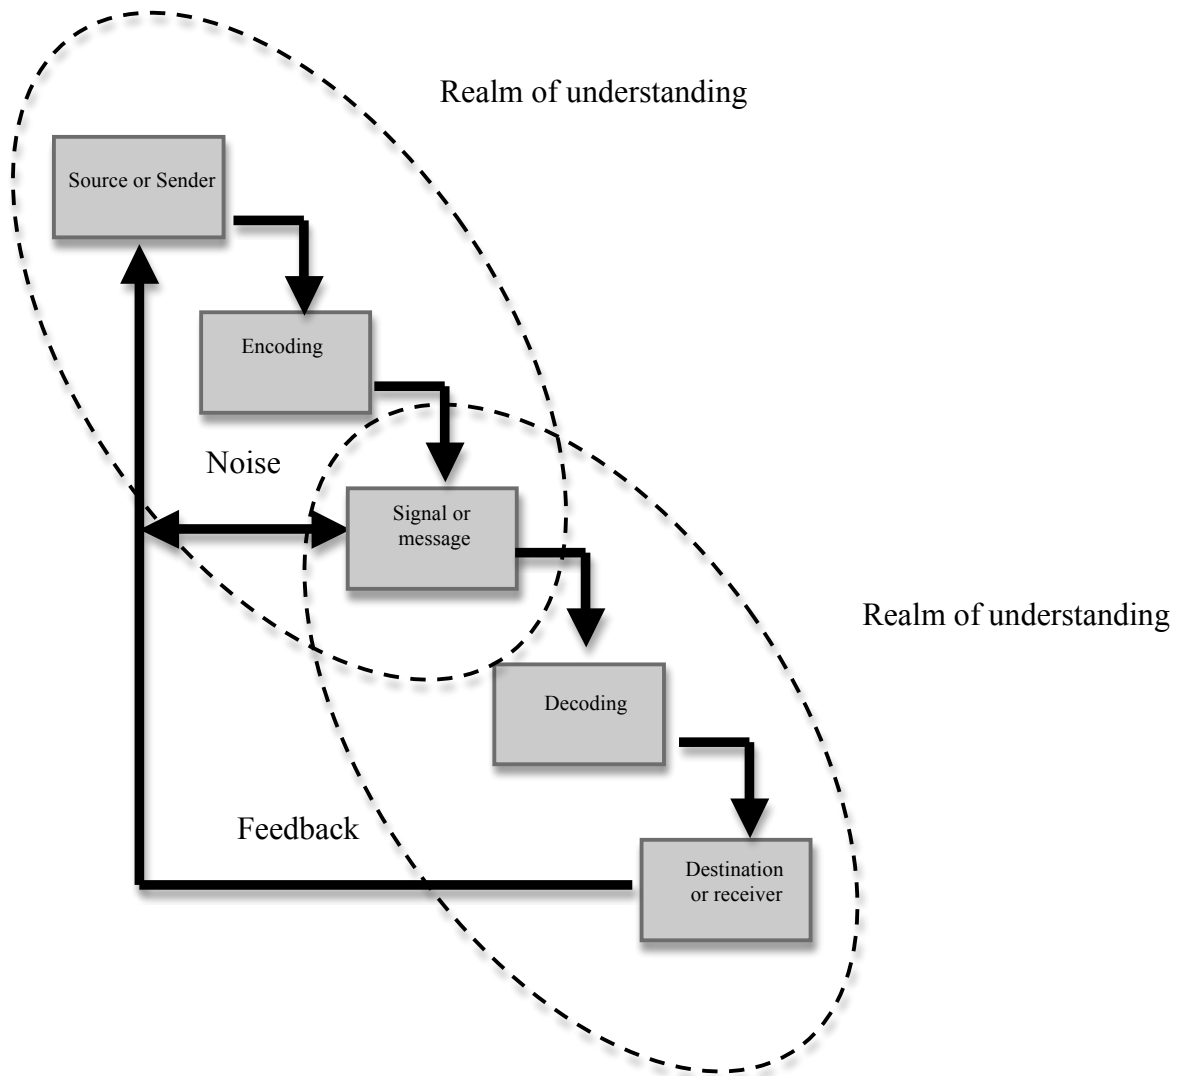 Realm of understanding
Source or Sender
Encoding
Noise
Signal or
message
Realm of understanding
Decoding
Feedback
Destination
or receiver